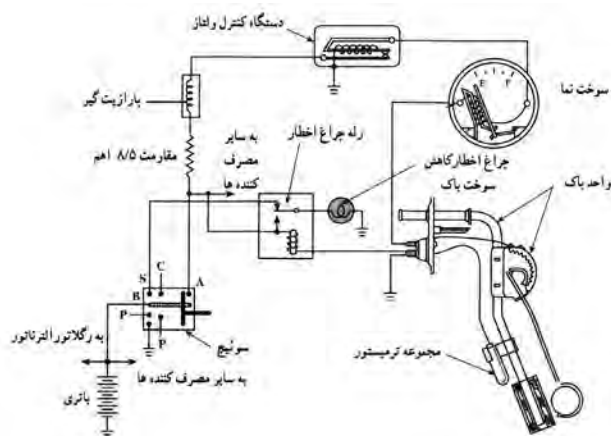 دستگاه کنترل ولتاژ
سوخت نما
E F
پارازیت گیر
مقاومت ۸/۵ اهم
به سایر
مصرف
کننده ها
رله چراغ اخطار
چراغ اخطار کاهش
سوخت باک
واحد باک
S C A
B
P
P
به رگلاتور آلترناتور
سوئیچ
به سایر مصرف کننده ها
باتری
مجموعه ترمیستور